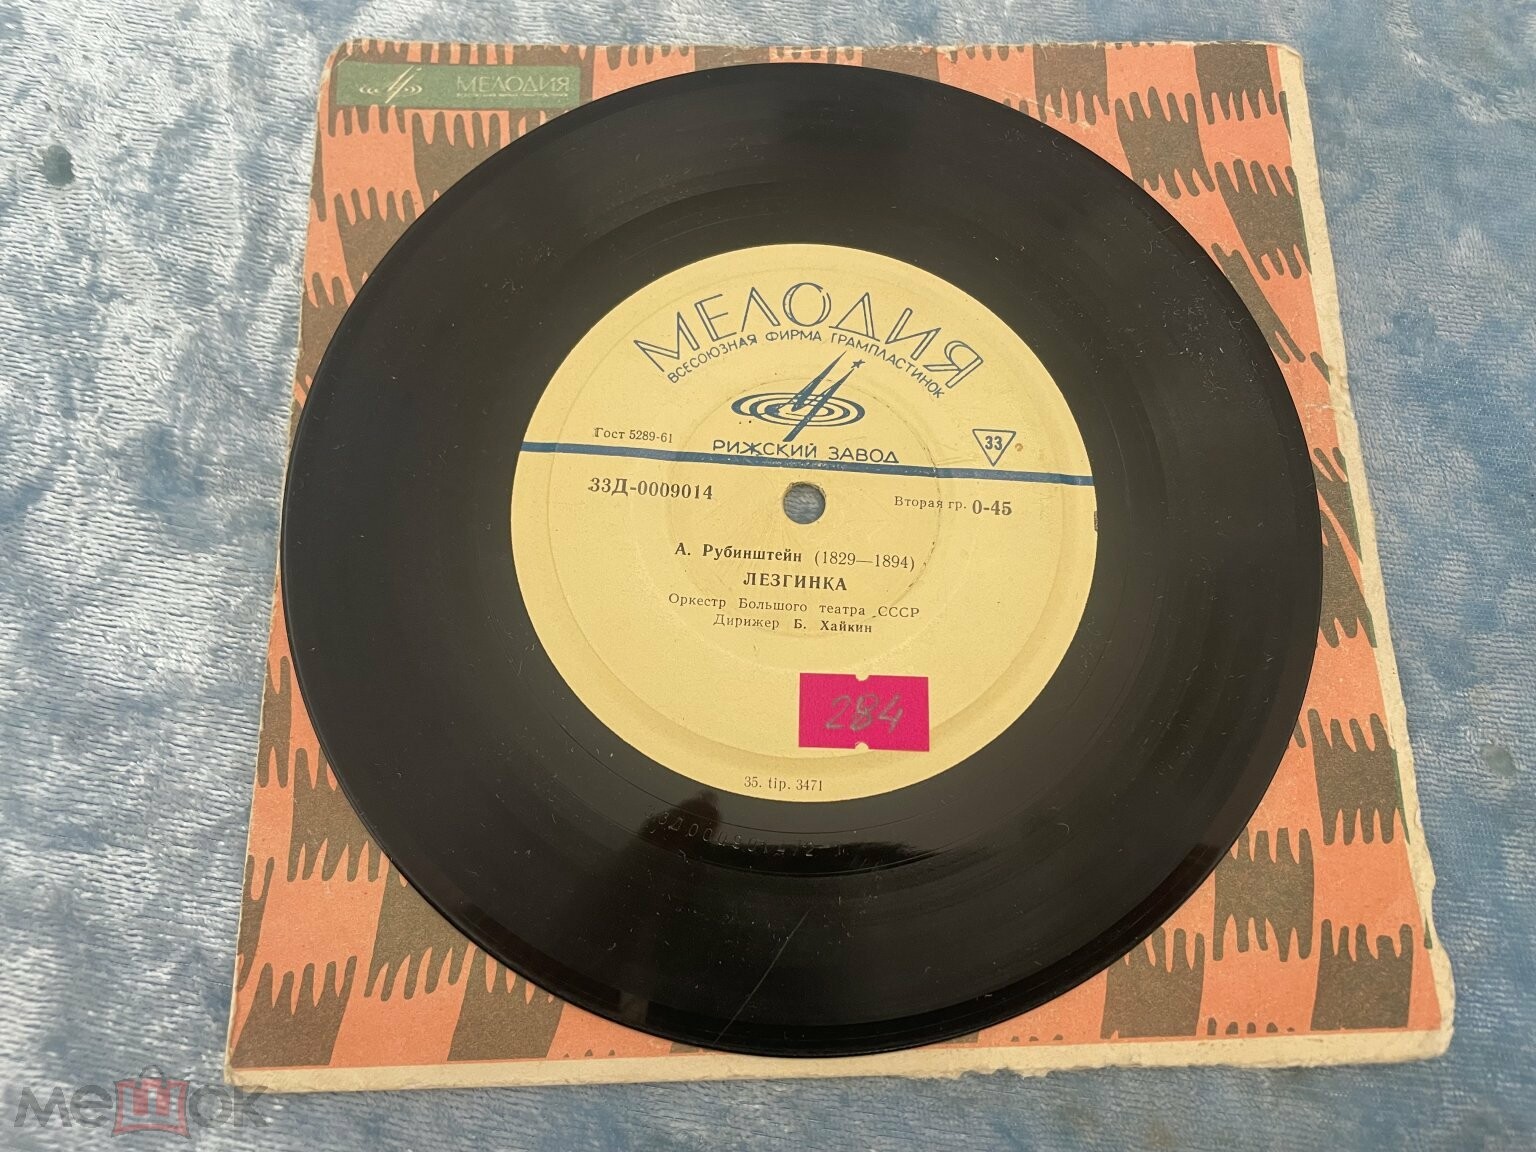 МЕЛОДИЯ
МЕЛОДИЯ
ВСЕСОЮЗНАЯ ФИРМА ГРАМПЛАСТИНОК
РИЖСКИЙ ЗАВОД
Гост 5289-61
33
33Д-0009014
Вторая гр. 0-45
А. Рубинштейн (1829—1894)
ЛЕЗГИНКА
Оркестр Большого театра СССР
Дирижер Б. Хайкин
284
35. tip. 3471
мешок